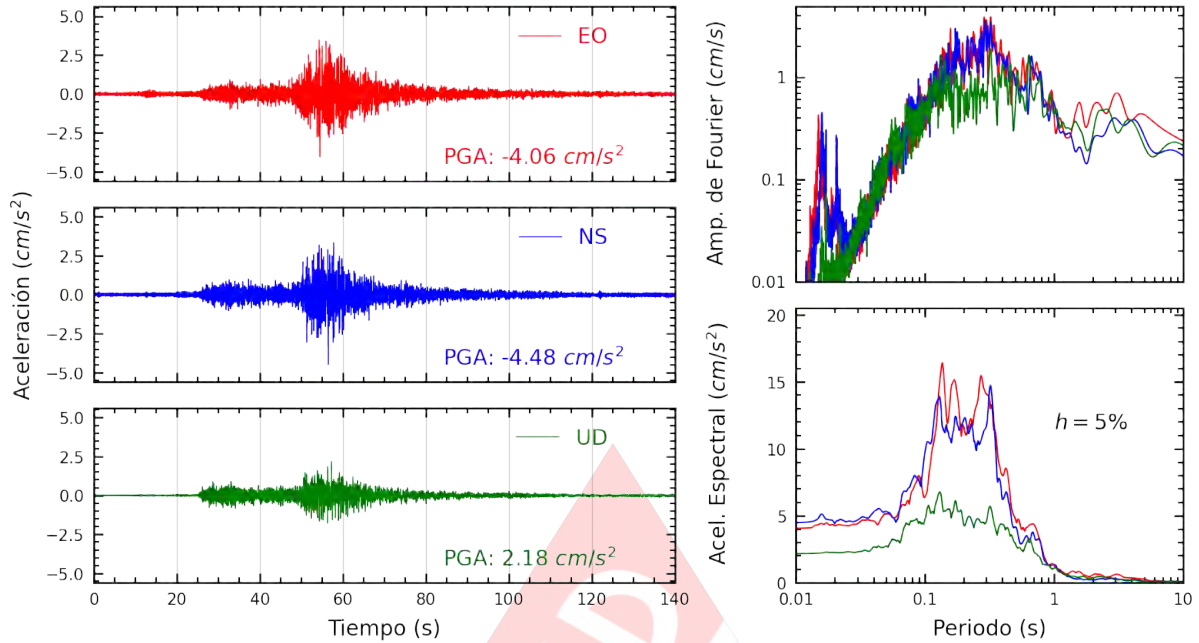 5.0
2.5
0.0
−2.5
−5.0
EO
PGA: -4.06 cm/s²
5.0
2.5
0.0
−2.5
−5.0
NS
PGA: -4.48 cm/s²
5.0
2.5
0.0
−2.5
−5.0
UD
PGA: 2.18 cm/s²
Aceleración (cm/s²)
0 20 40 60 80 100 120 140
Tiempo (s)
Amp. de Fourier (cm/s)
1
0.1
0.01
Acel. Espectral (cm/s²)
20
15
10
5
0
h = 5%
0.01 0.1 1 10
Periodo (s)